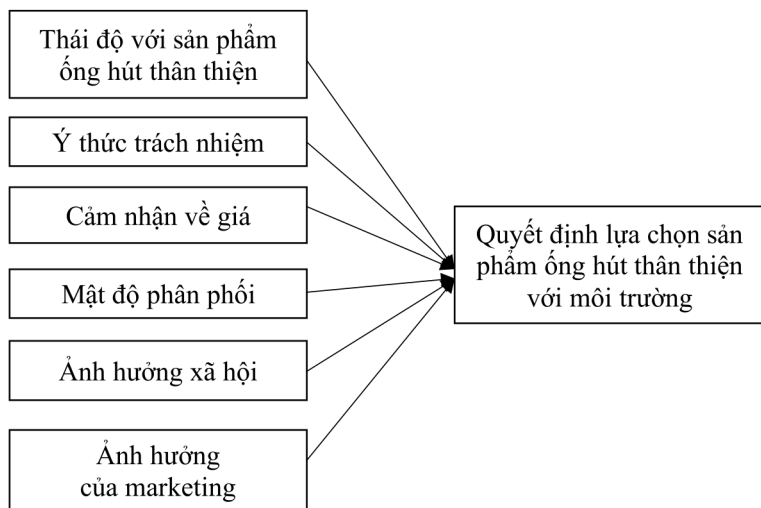 Thái độ với sản phẩm
ống hút thân thiện
Ý thức trách nhiệm
Cảm nhận về giá
Mật độ phân phối
Ảnh hưởng xã hội
Ảnh hưởng
của marketing
Quyết định lựa chọn sản
phẩm ống hút thân thiện
với môi trường